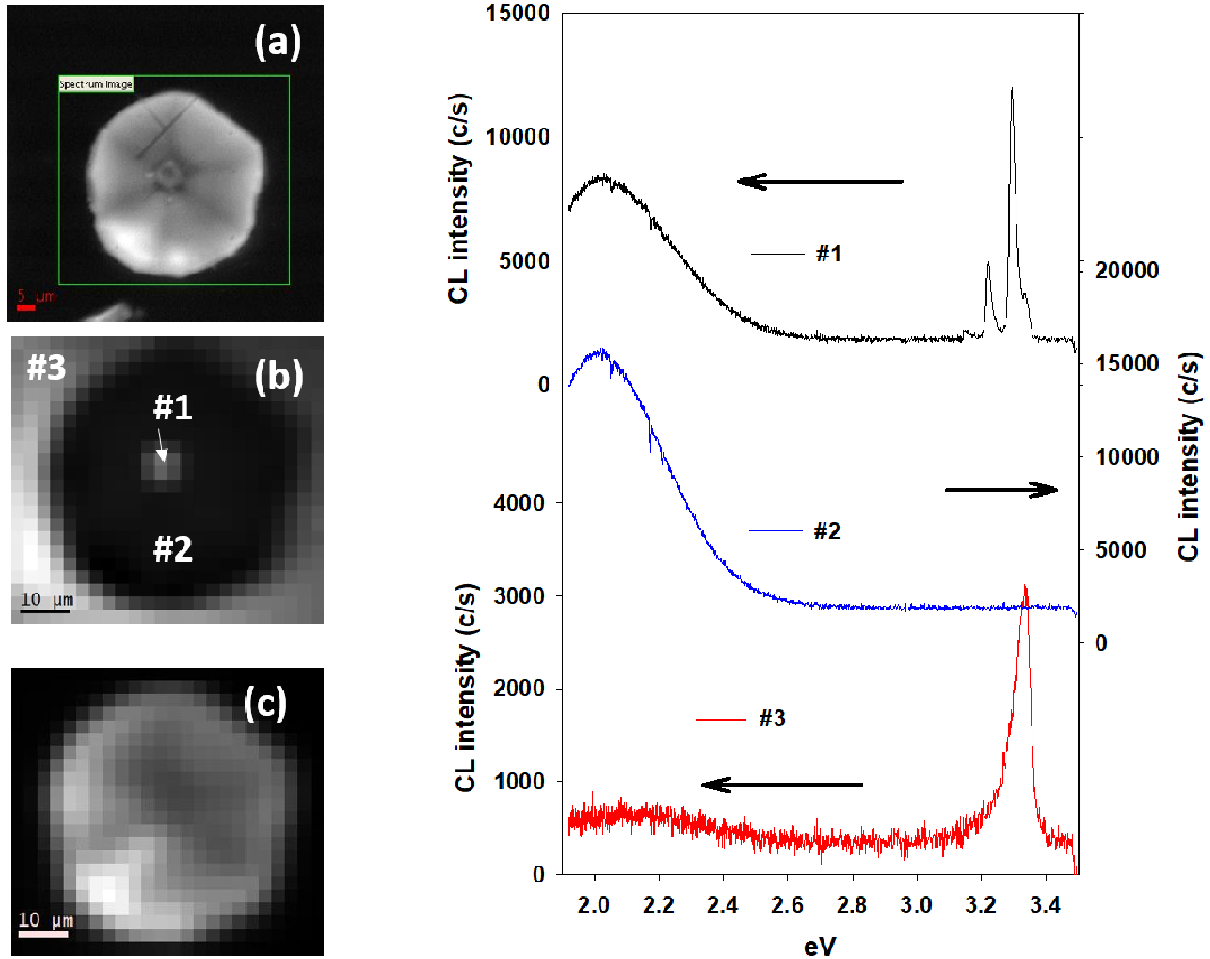 (a)
Spectrum Image
5 µm
#3
(b)
#1
#2
10 µm
(c)
10 µm
15000
10000
5000
0
CL intensity (c/s)
#1
20000
15000
10000
5000
0
CL intensity (c/s)
#2
4000
3000
2000
1000
0
CL intensity (c/s)
#3
2.0 2.2 2.4 2.6 2.8 3.0 3.2 3.4
eV